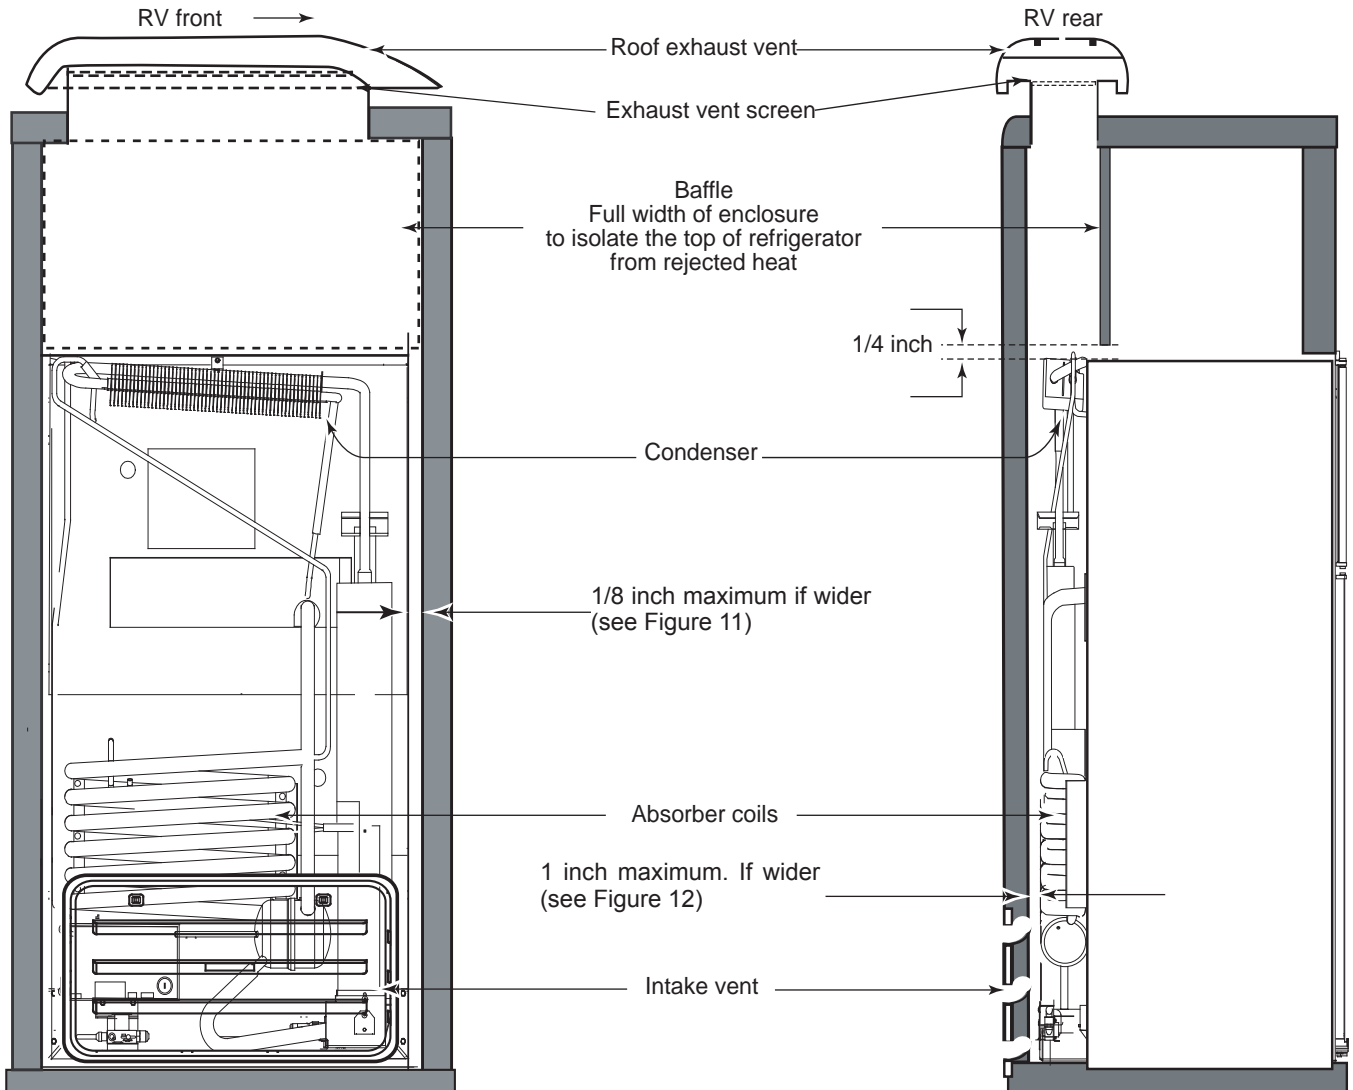 RV front
RV rear
Roof exhaust vent
Exhaust vent screen
Baffle
Full width of enclosure
to isolate the top of refrigerator
from rejected heat
1/4 inch
Condenser
1/8 inch maximum if wider
(see Figure 11)
Absorber coils
1 inch maximum. If wider
(see Figure 12)
Intake vent